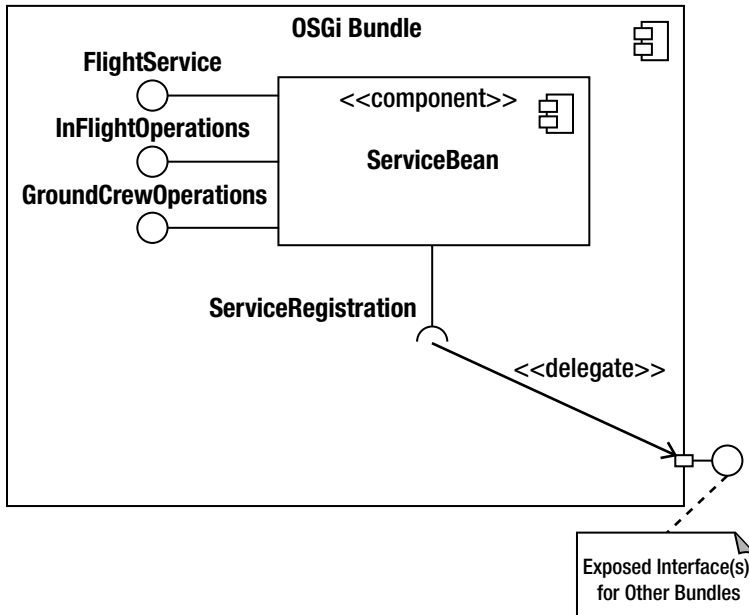 OSGi Bundle
FlightService
<<component>>
InFlightOperations
ServiceBean
GroundCrewOperations
ServiceRegistration
<<delegate>>
Exposed Interface(s)
for Other Bundles